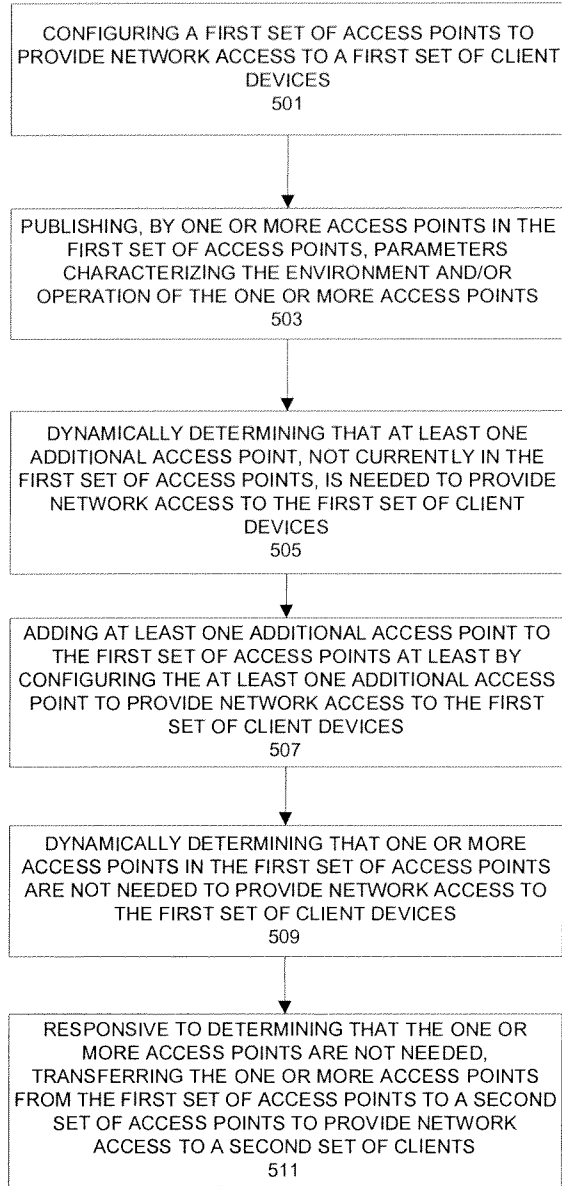 CONFIGURING A FIRST SET OF ACCESS POINTS TO
PROVIDE NETWORK ACCESS TO A FIRST SET OF CLIENT
DEVICES
501
PUBLISHING, BY ONE OR MORE ACCESS POINTS IN THE
FIRST SET OF ACCESS POINTS, PARAMETERS
CHARACTERIZING THE ENVIRONMENT AND/OR
OPERATION OF THE ONE OR MORE ACCESS POINTS
503
DYNAMICALLY DETERMINING THAT AT LEAST ONE
ADDITIONAL ACCESS POINT, NOT CURRENTLY IN THE
FIRST SET OF ACCESS POINTS, IS NEEDED TO PROVIDE
NETWORK ACCESS TO THE FIRST SET OF CLIENT
DEVICES
505
ADDING AT LEAST ONE ADDITIONAL ACCESS POINT TO
THE FIRST SET OF ACCESS POINTS AT LEAST BY
CONFIGURING THE AT LEAST ONE ADDITIONAL ACCESS
POINT TO PROVIDE NETWORK ACCESS TO THE FIRST
SET OF CLIENT DEVICES
507
DYNAMICALLY DETERMINING THAT ONE OR MORE
ACCESS POINTS IN THE FIRST SET OF ACCESS POINTS
ARE NOT NEEDED TO PROVIDE NETWORK ACCESS TO
THE FIRST SET OF CLIENT DEVICES
509
RESPONSIVE TO DETERMINING THAT THE ONE OR
MORE ACCESS POINTS ARE NOT NEEDED,
TRANSFERRING THE ONE OR MORE ACCESS POINTS
FROM THE FIRST SET OF ACCESS POINTS TO A SECOND
SET OF ACCESS POINTS TO PROVIDE NETWORK
ACCESS TO A SECOND SET OF CLIENTS
511